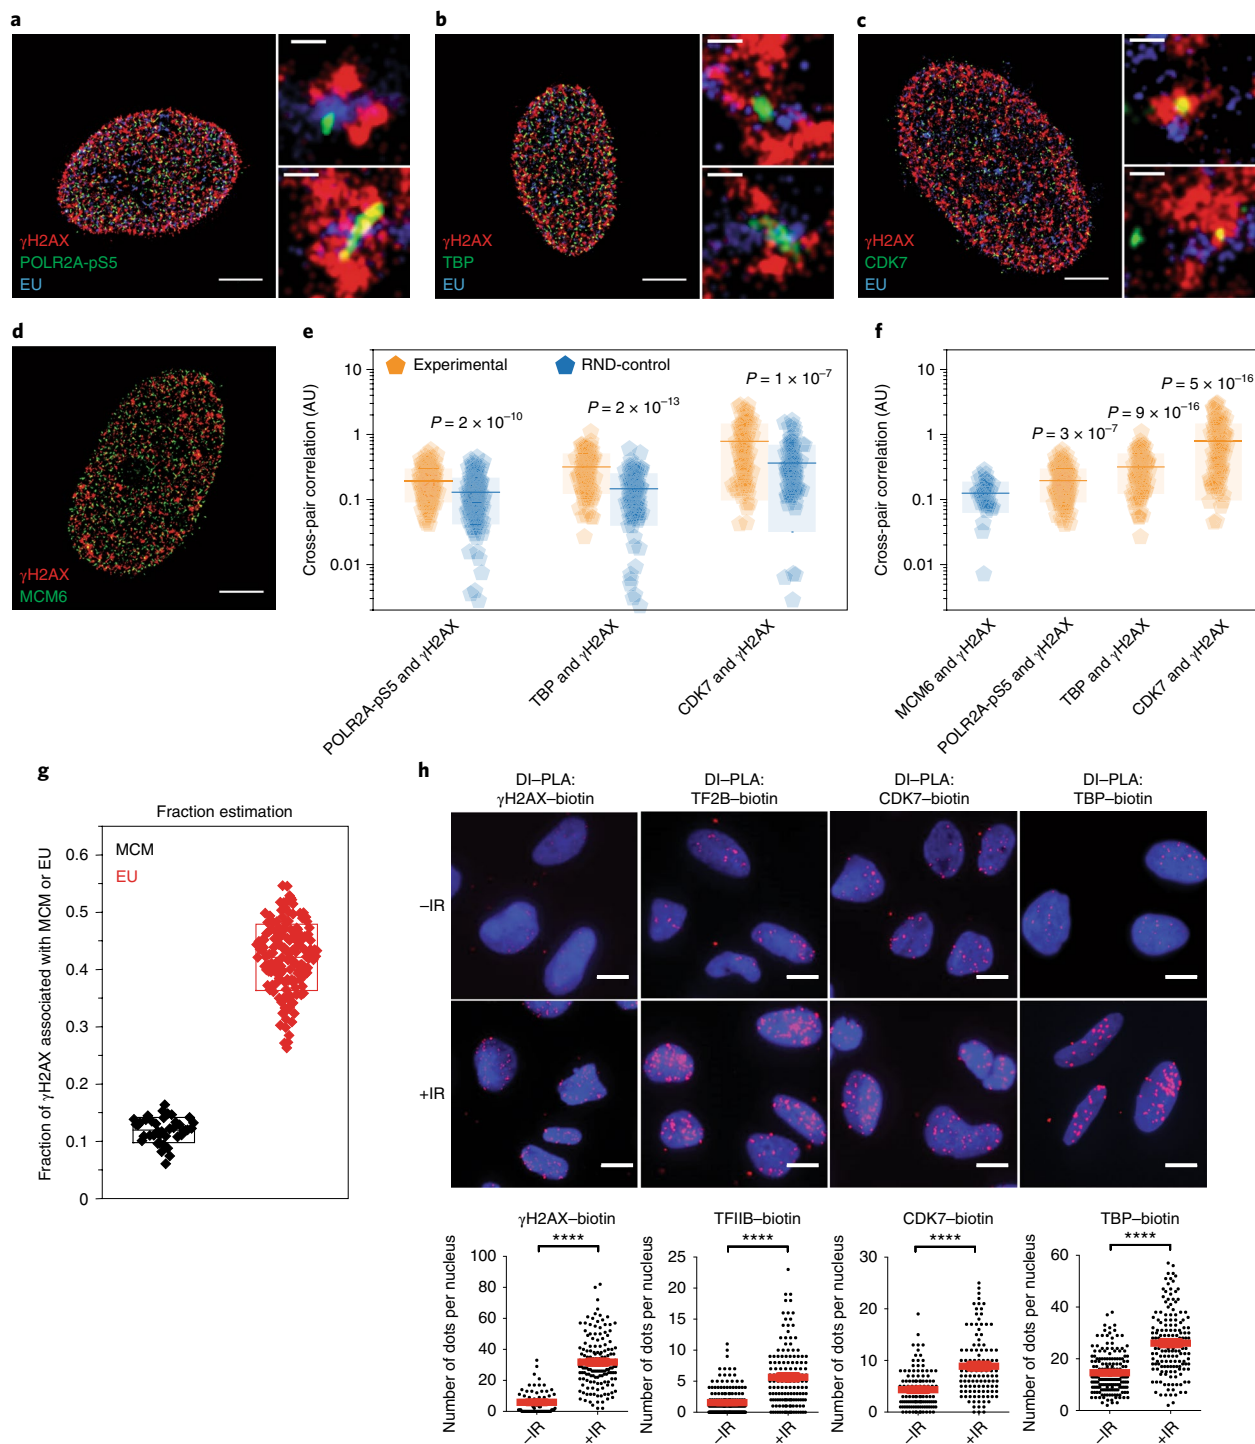 a
γH2AX
POLR2A-pS5
EU
b
γH2AX
TBP
EU
c
γH2AX
CDK7
EU
d
γH2AX
MCM6
e
Cross-pair correlation (AU)
10
1
0.1
0.01
Experimental
RND-control
P = 2 × 10⁻¹⁰
P = 2 × 10⁻¹³
P = 1 × 10⁻⁷
POLR2A-pS5 and γH2AX
TBP and γH2AX
CDK7 and γH2AX
f
Cross-pair correlation (AU)
10
1
0.1
0.01
P = 3 × 10⁻⁷
P = 9 × 10⁻¹⁶
P = 5 × 10⁻¹⁶
MCM6 and γH2AX
POLR2A-pS5 and γH2AX
TBP and γH2AX
CDK7 and γH2AX
g
Fraction estimation
Fraction of γH2AX associated with MCM or EU
MCM
EU
0.6
0.5
0.4
0.3
0.2
0.1
0
h
DI–PLA:
γH2AX–biotin
DI–PLA:
TF2B–biotin
DI–PLA:
CDK7–biotin
DI–PLA:
TBP–biotin
–IR
+IR
γH2AX–biotin
****
Number of dots per nucleus
100
80
60
40
20
0
–IR
+IR
TFIIB–biotin
****
Number of dots per nucleus
25
20
15
10
5
0
–IR
+IR
CDK7–biotin
****
Number of dots per nucleus
30
20
10
0
–IR
+IR
TBP–biotin
****
Number of dots per nucleus
60
40
20
0
–IR
+IR